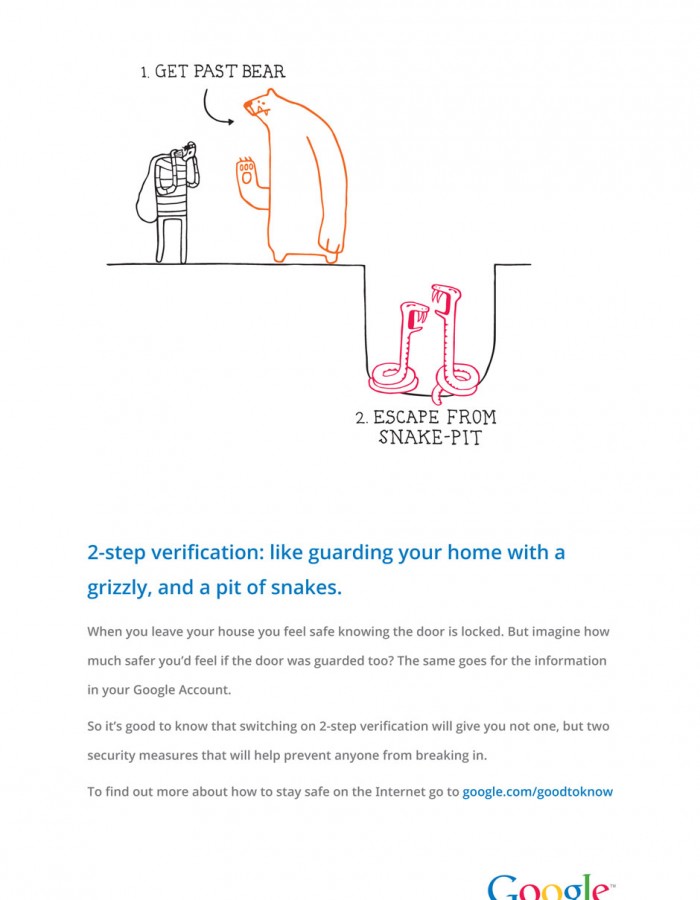 1. GET PAST BEAR
2. ESCAPE FROM
SNAKE-PIT
2-step verification: like guarding your home with a
grizzly, and a pit of snakes.
When you leave your house you feel safe knowing the door is locked. But imagine how
much safer you’d feel if the door was guarded too? The same goes for the information
in your Google Account.
So it’s good to know that switching on 2-step verification will give you not one, but two
security measures that will help prevent anyone from breaking in.
To find out more about how to stay safe on the Internet go to google.com/goodtoknow
Google™